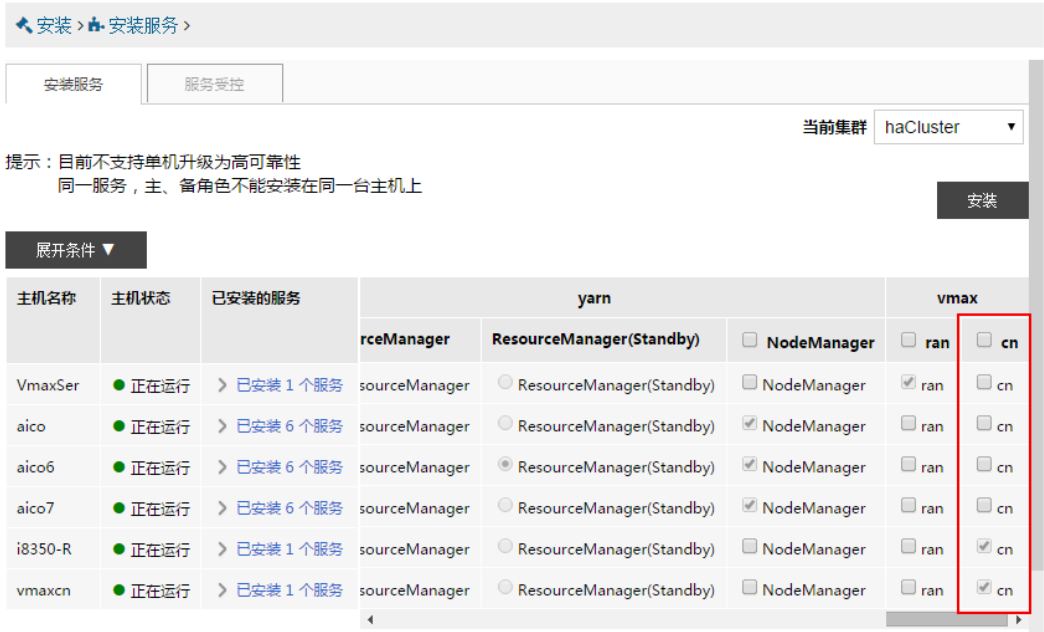 安装 › 安装服务 ›
安装服务 服务受控
当前集群 haCluster
提示：目前不支持单机升级为高可靠性
同一服务，主、备角色不能安装在同一台主机上
安装
展开条件 ▼
主机名称 主机状态 已安装的服务 yarn vmax
rceManager ResourceManager(Standby) NodeManager ran cn
VmaxSer 正在运行 已安装 1 个服务 sourceManager ResourceManager(Standby) NodeManager ran cn
aico 正在运行 已安装 6 个服务 sourceManager ResourceManager(Standby) NodeManager ran cn
aico6 正在运行 已安装 6 个服务 sourceManager ResourceManager(Standby) NodeManager ran cn
aico7 正在运行 已安装 6 个服务 sourceManager ResourceManager(Standby) NodeManager ran cn
i8350-R 正在运行 已安装 1 个服务 sourceManager ResourceManager(Standby) NodeManager ran cn
vmaxcn 正在运行 已安装 1 个服务 sourceManager ResourceManager(Standby) NodeManager ran cn